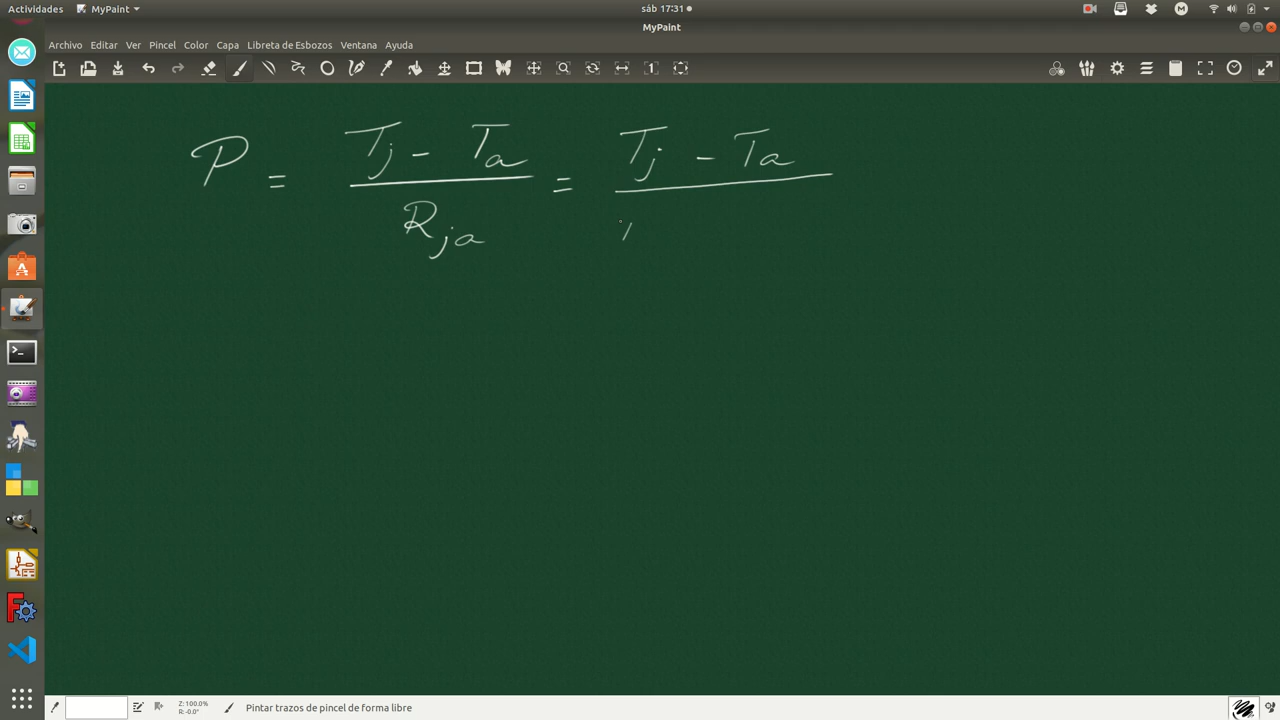 Actividades MyPaint sáb 17:31
MyPaint
Archivo Editar Ver Pincel Color Capa Libreta de Esbozos Ventana Ayuda
P = Tj - Ta / Rja = Tj - Ta /
Z: 100.0%
R: -0.0°
Pintar trazos de pincel de forma libre